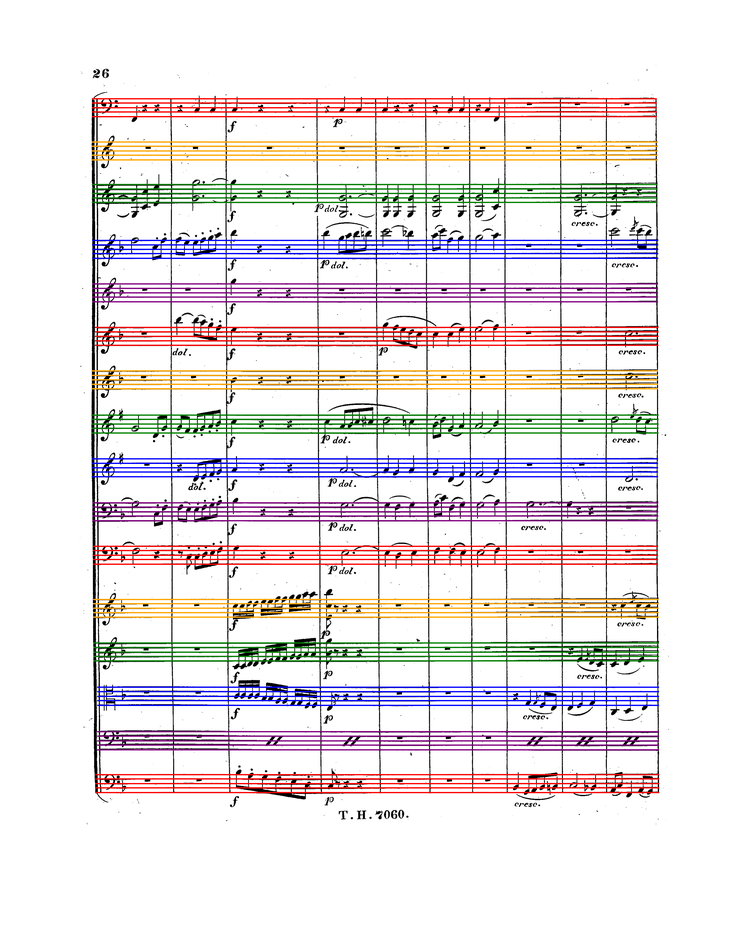 26
f p
f
f p dol. cresc.
f p dol. cresc.
f
dol. f p cresc.
f cresc.
f p dol. cresc.
dol. f p dol. cresc.
f p dol. cresc.
f p dol.
f p cresc.
f p cresc.
f p cresc.
f p cresc.
T. H. 7060.